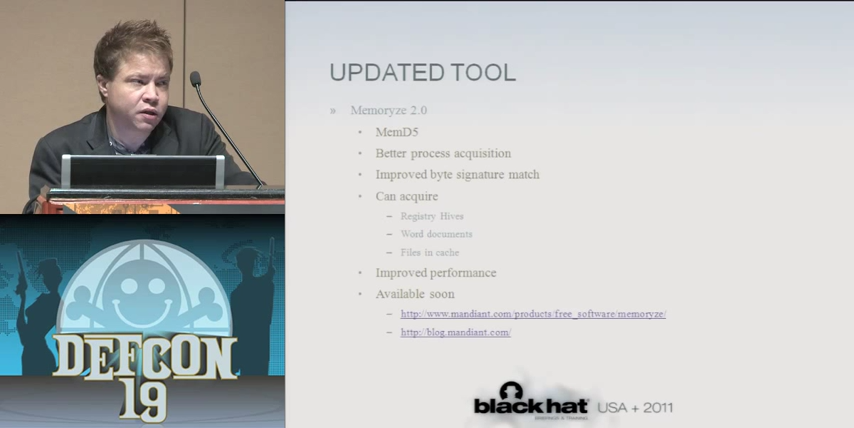 UPDATED TOOL
» Memoryze 2.0
• MemD5
• Better process acquisition
• Improved byte signature match
• Can acquire
– Registry Hives
– Word documents
– Files in cache
• Improved performance
• Available soon
– http://www.mandiant.com/products/free_software/memoryze/
– http://blog.mandiant.com/
black hat USA + 2011
DEFCON
19